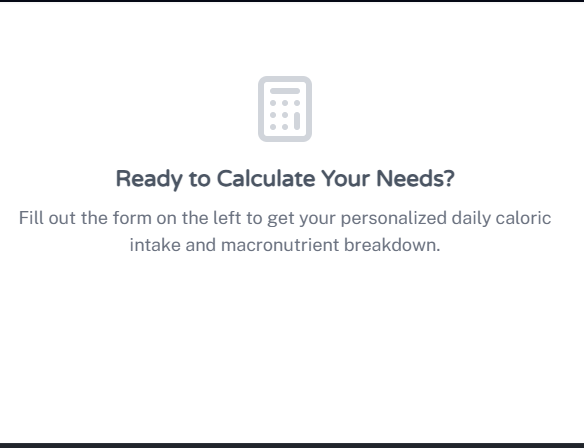 Ready to Calculate Your Needs?
Fill out the form on the left to get your personalized daily caloric
intake and macronutrient breakdown.